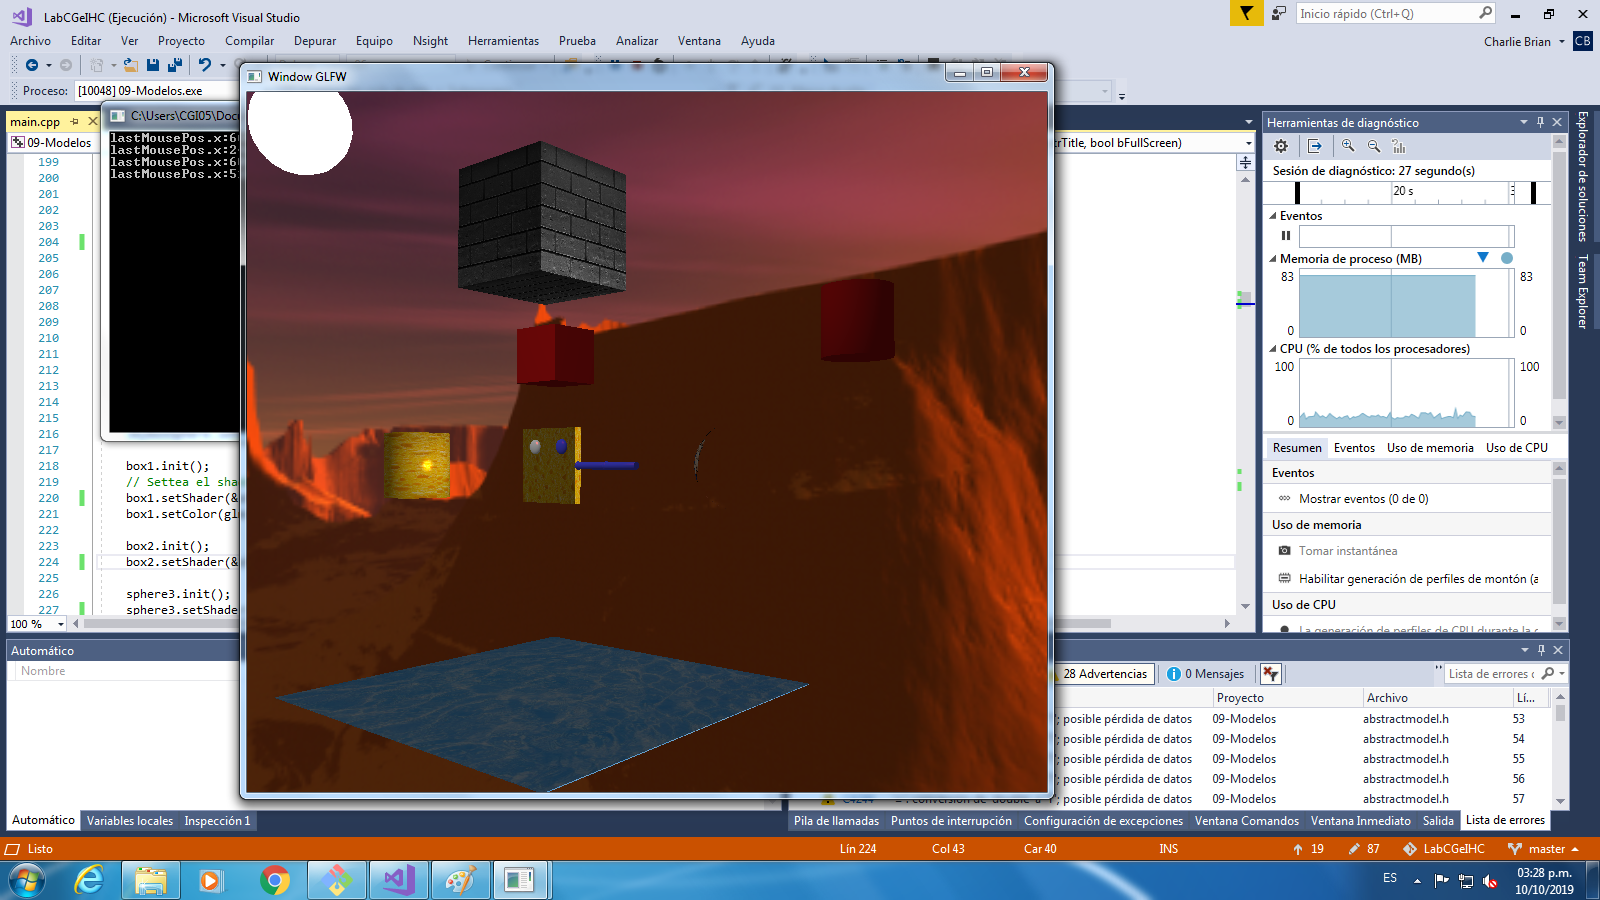 LabCGeIHC (Ejecución) - Microsoft Visual Studio
Inicio rápido (Ctrl+Q)
Archivo Editar Ver Proyecto Compilar Depurar Equipo Nsight Herramientas Prueba Analizar Ventana Ayuda
Charlie Brian CB
Proceso: [10048] 09-Modelos.exe
Window GLFW
main.cpp
C:\Users\CGI05\Docu
09-Modelos
lastMousePos.x:6
lastMousePos.x:2
lastMousePos.x:6
lastMousePos.x:5
rTitle, bool bFullScreen)
199
200
201
202
203
204
205
206
207
208
209
210
211
212
213
214
215
216
217
218 box1.init();
219 // Settea el sha
220 box1.setShader(&
221 box1.setColor(gl
222
223 box2.init();
224 box2.setShader(&
225
226 sphere3.init();
227 sphere3.setShade
100 %
Herramientas de diagnóstico
Sesión de diagnóstico: 27 segundo(s)
20 s
Eventos
Memoria de proceso (MB)
83 83
0 0
CPU (% de todos los procesadores)
100 100
0 0
Resumen Eventos Uso de memoria Uso de CPU
Eventos
Mostrar eventos (0 de 0)
Uso de memoria
Tomar instantánea
Habilitar generación de perfiles de montón (a
Uso de CPU
La generación de perfiles de CPU durante la
Explorador de soluciones
Team Explorer
Automático
Nombre
Automático Variables locales Inspección 1
28 Advertencias 0 Mensajes Lista de errores
Proyecto Archivo Lí...
'; posible pérdida de datos 09-Modelos abstractmodel.h 53
'; posible pérdida de datos 09-Modelos abstractmodel.h 54
'; posible pérdida de datos 09-Modelos abstractmodel.h 55
'; posible pérdida de datos 09-Modelos abstractmodel.h 56
'; posible pérdida de datos 09-Modelos abstractmodel.h 57
Pila de llamadas Puntos de interrupción Configuración de excepciones Ventana Comandos Ventana Inmediato Salida Lista de errores
Listo Lín 224 Col 43 Car 40 INS 19 87 LabCGeIHC master
ES
03:28 p.m.
10/10/2019